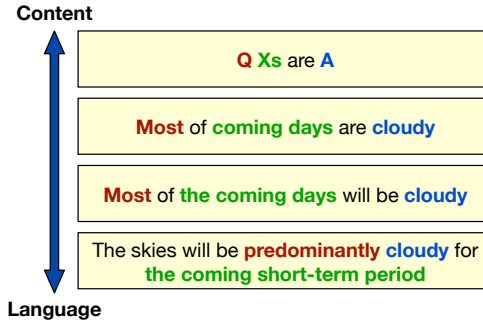 Content
Q Xs are A
Most of coming days are cloudy
Most of the coming days will be cloudy
The skies will be predominantly cloudy for
the coming short-term period
Language